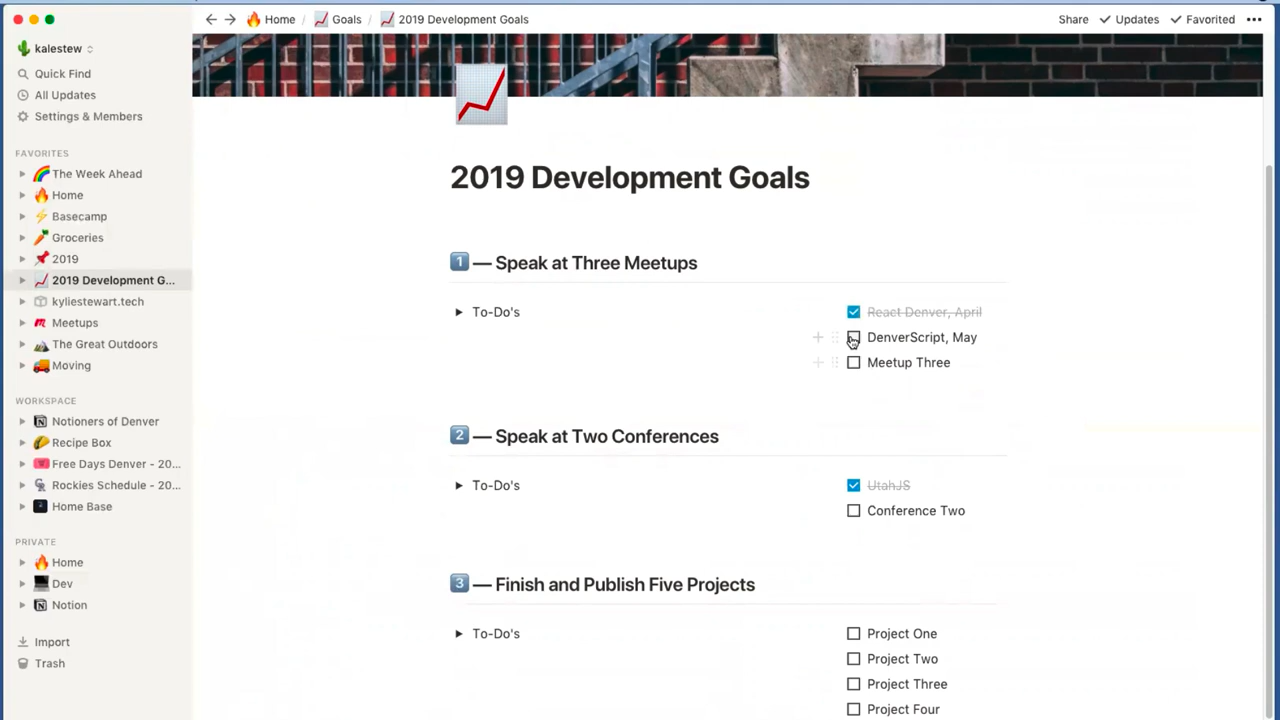 Home / Goals / 2019 Development Goals
Share Updates Favorited
kalestew
Quick Find
All Updates
Settings & Members
FAVORITES
The Week Ahead
Home
Basecamp
Groceries
2019
2019 Development G...
kyliestewart.tech
Meetups
The Great Outdoors
Moving
WORKSPACE
Notioners of Denver
Recipe Box
Free Days Denver - 20...
Rockies Schedule - 20...
Home Base
PRIVATE
Home
Dev
Notion
Import
Trash
2019 Development Goals
1 — Speak at Three Meetups
To-Do's
React Denver, April
DenverScript, May
Meetup Three
2 — Speak at Two Conferences
To-Do's
UtahJS
Conference Two
3 — Finish and Publish Five Projects
To-Do's
Project One
Project Two
Project Three
Project Four